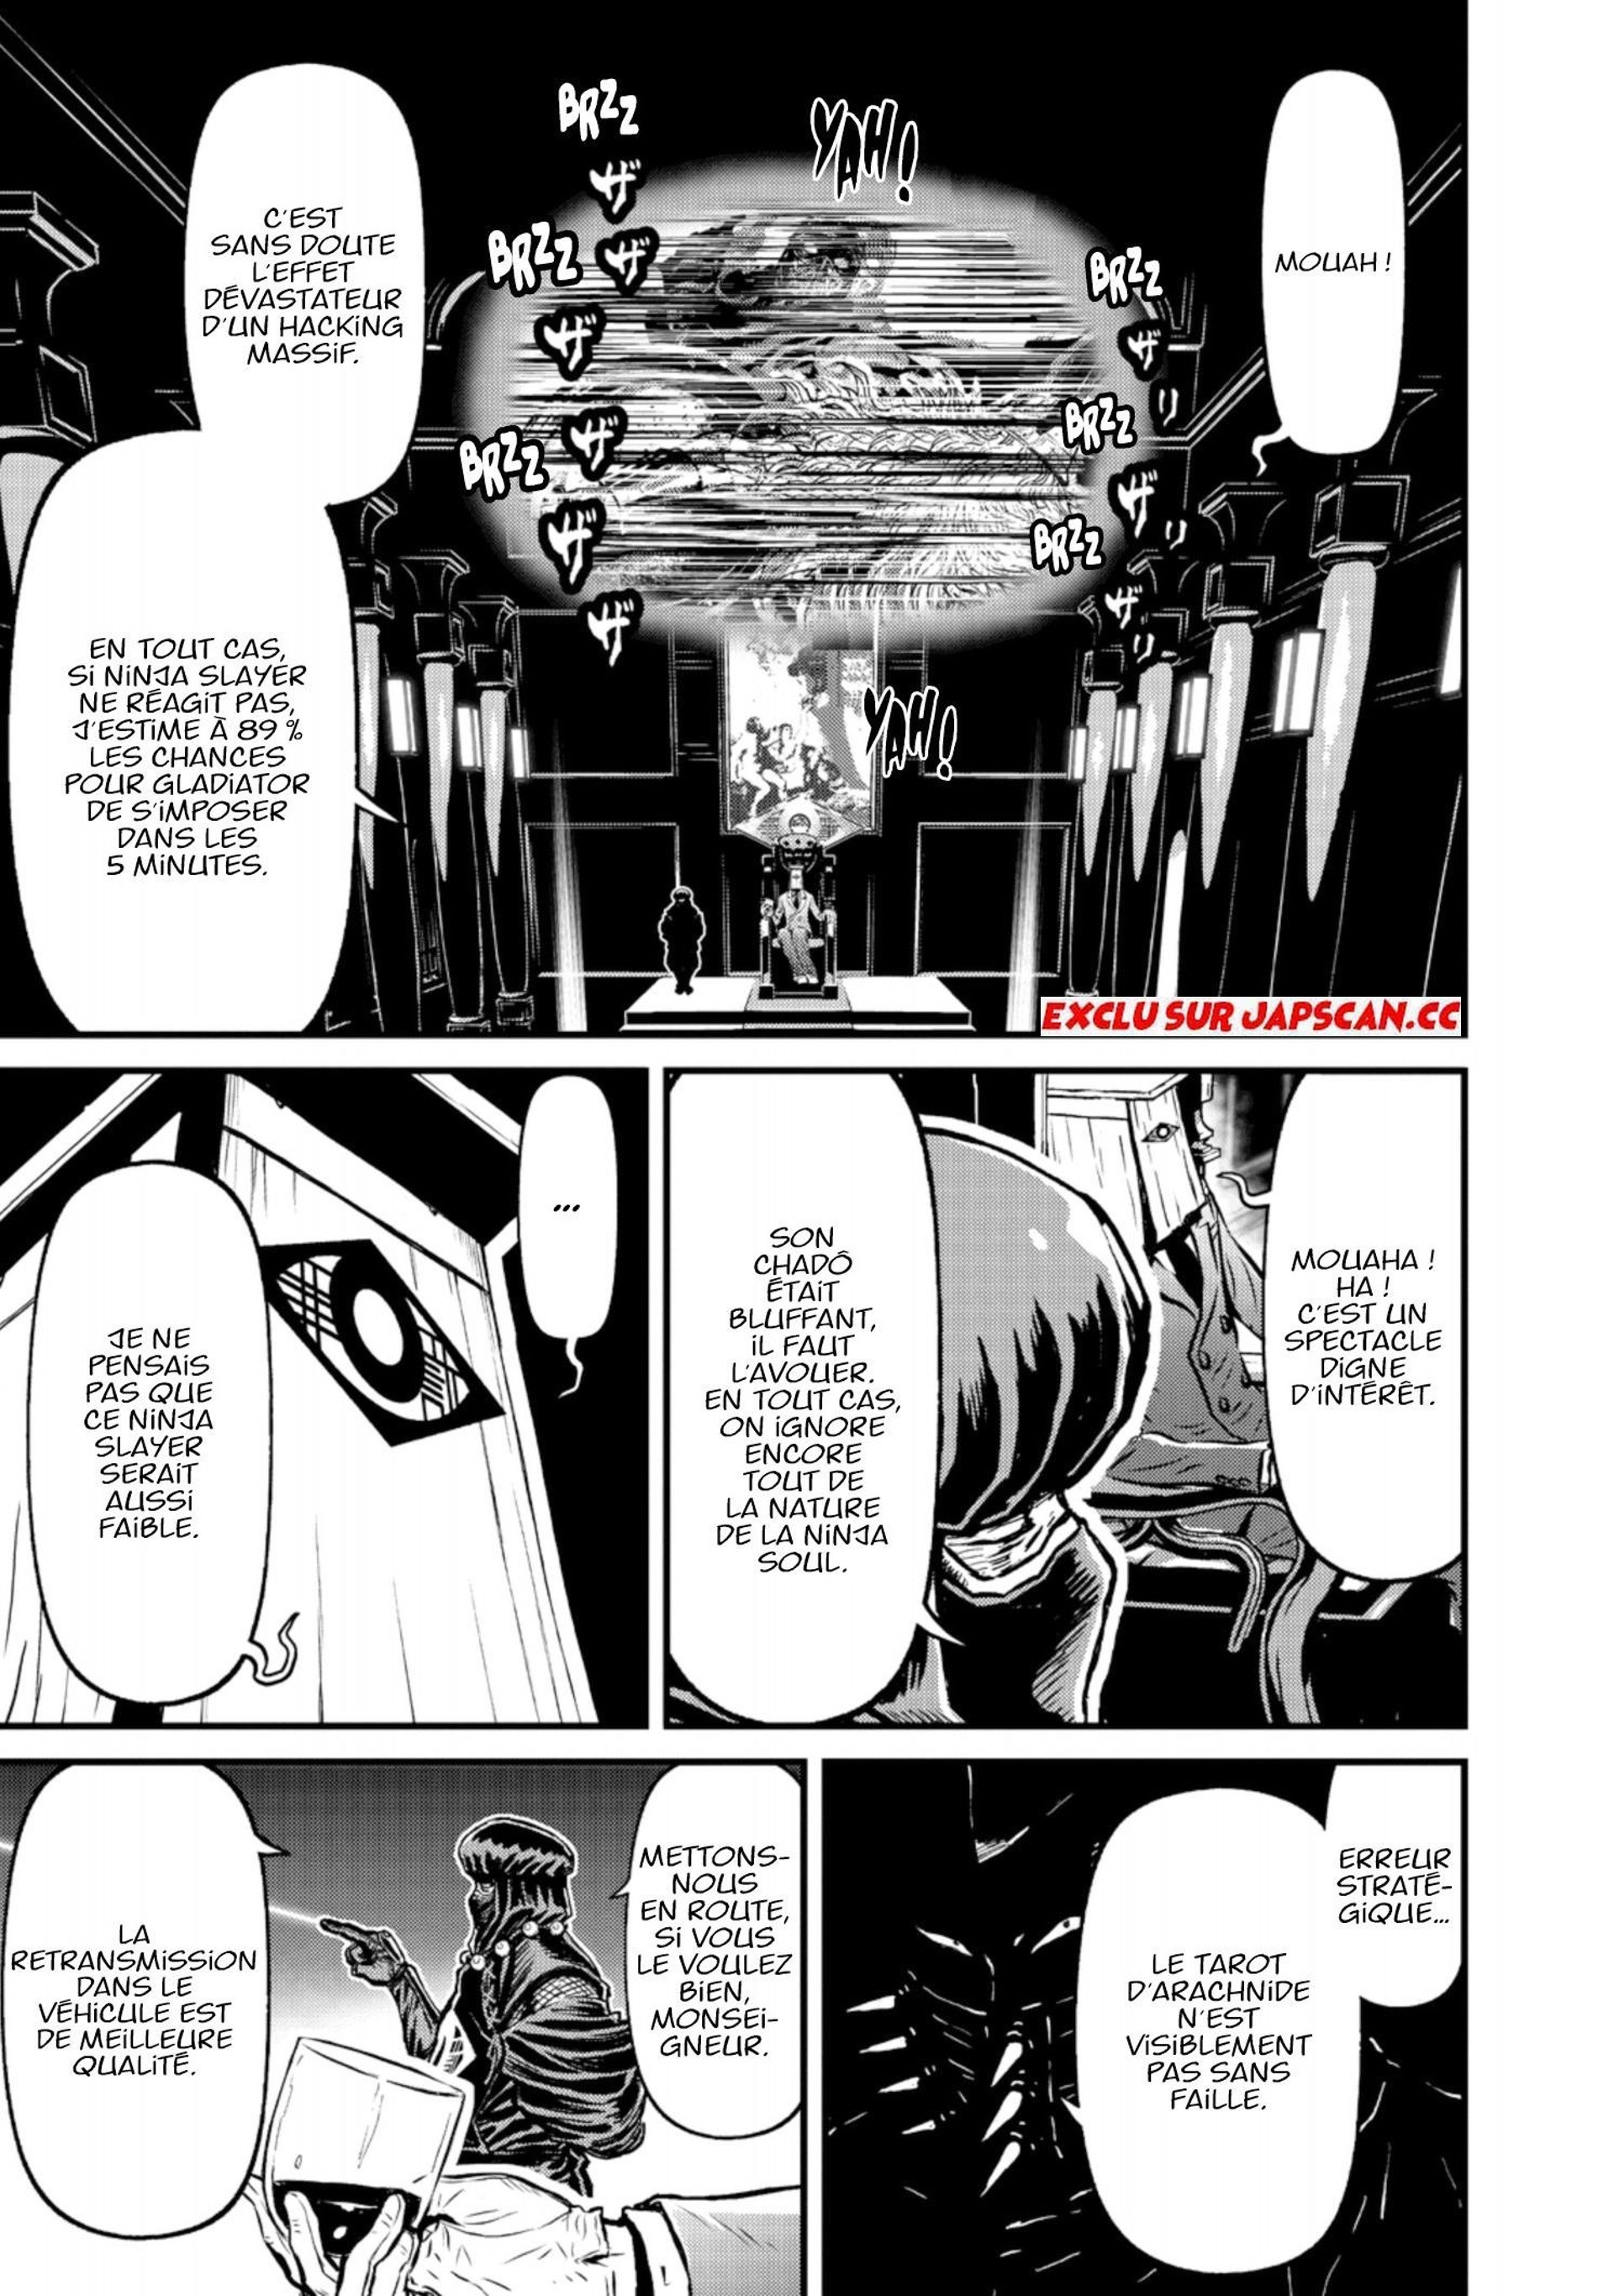 MOUAH !
YAH !
BRZZ
ザ
BRZZ
ザ
ザ
BRZZ
ザ
ザ
ザ
BRZZ
ザ
リ
BRZZ
ザ
リ
BRZZ
ザ
リ
YAH !
C'EST
SANS DOUTE
L'EFFET
DÉVASTATEUR
D'UN HACKING
MASSIF.
EN TOUT CAS,
SI NINJA SLAYER
NE RÉAGIT PAS,
J'ESTIME À 89 %
LES CHANCES
POUR GLADIATOR
DE S'IMPOSER
DANS LES
5 MINUTES.
EXCLU SUR JAPSCAN.CC
MOUAHA !
HA !
C'EST UN
SPECTACLE
DIGNE
D'INTÉRÊT.
SON
CHADÔ
ÉTAIT
BLUFFANT,
IL FAUT
L'AVOUER.
EN TOUT CAS,
ON IGNORE
ENCORE
TOUT DE
LA NATURE
DE LA NINJA
SOUL.
...
JE NE
PENSAIS
PAS QUE
CE NINJA
SLAYER
SERAIT
AUSSI
FAIBLE.
ERREUR
STRATÉ-
GIQUE...
LE TAROT
D'ARACHNIDE
N'EST
VISIBLEMENT
PAS SANS
FAILLE.
METTONS-
NOUS
EN ROUTE,
SI VOUS
LE VOULEZ
BIEN,
MONSEI-
GNEUR.
LA
RETRANSMISSION
DANS LE
VÉHICULE EST
DE MEILLEURE
QUALITÉ.